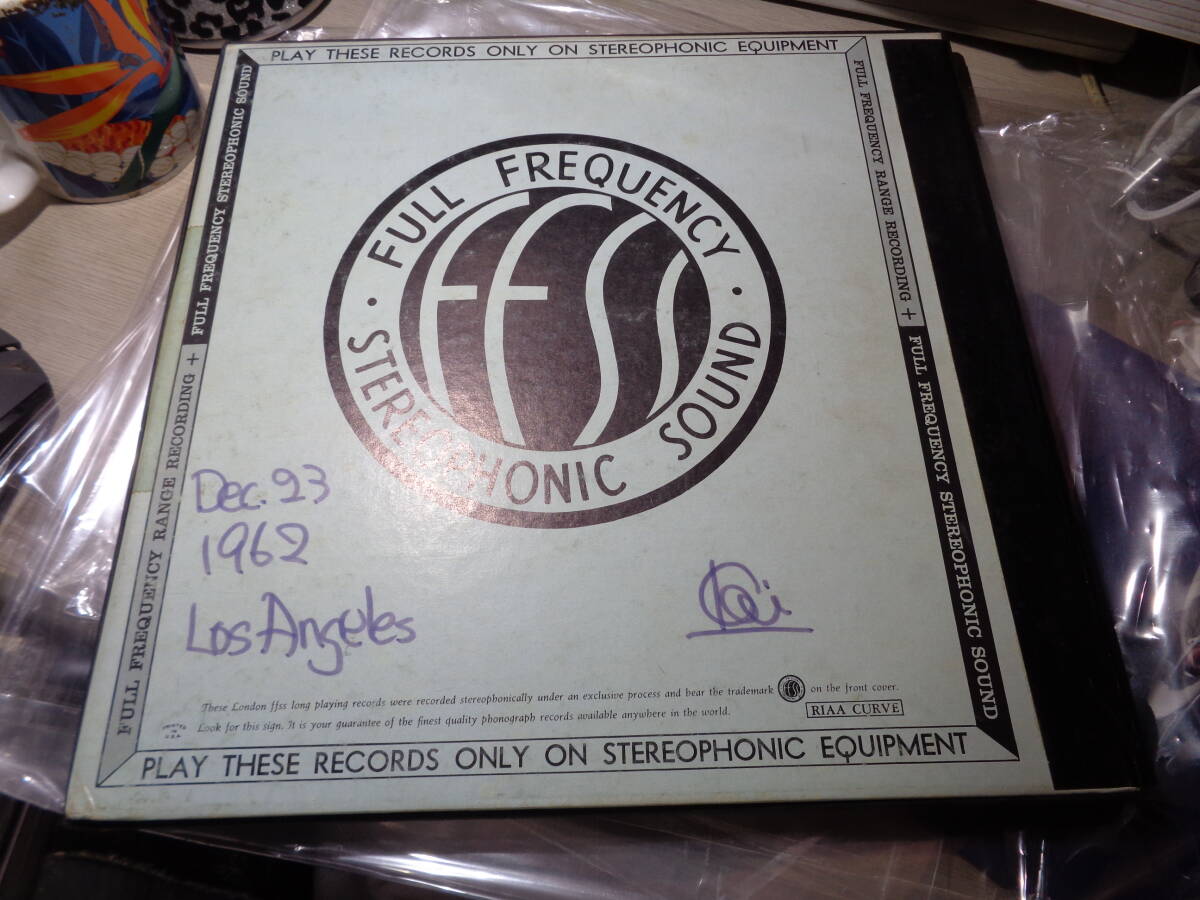 PLAY THESE RECORDS ONLY ON STEREOPHONIC EQUIPMENT
FULL FREQUENCY RANGE RECORDING + FULL FREQUENCY STEREOPHONIC SOUND
FULL FREQUENCY RANGE RECORDING + FULL FREQUENCY STEREOPHONIC SOUND
FULL FREQUENCY
ffss
· STEREOPHONIC SOUND ·
Dec. 23
1962
Los Angeles
These London ffss long playing records were recorded stereophonically under an exclusive process and bear the trademark ffss on the front cover.
Look for this sign. It is your guarantee of the finest quality phonograph records available anywhere in the world.
RIAA CURVE
PLAY THESE RECORDS ONLY ON STEREOPHONIC EQUIPMENT